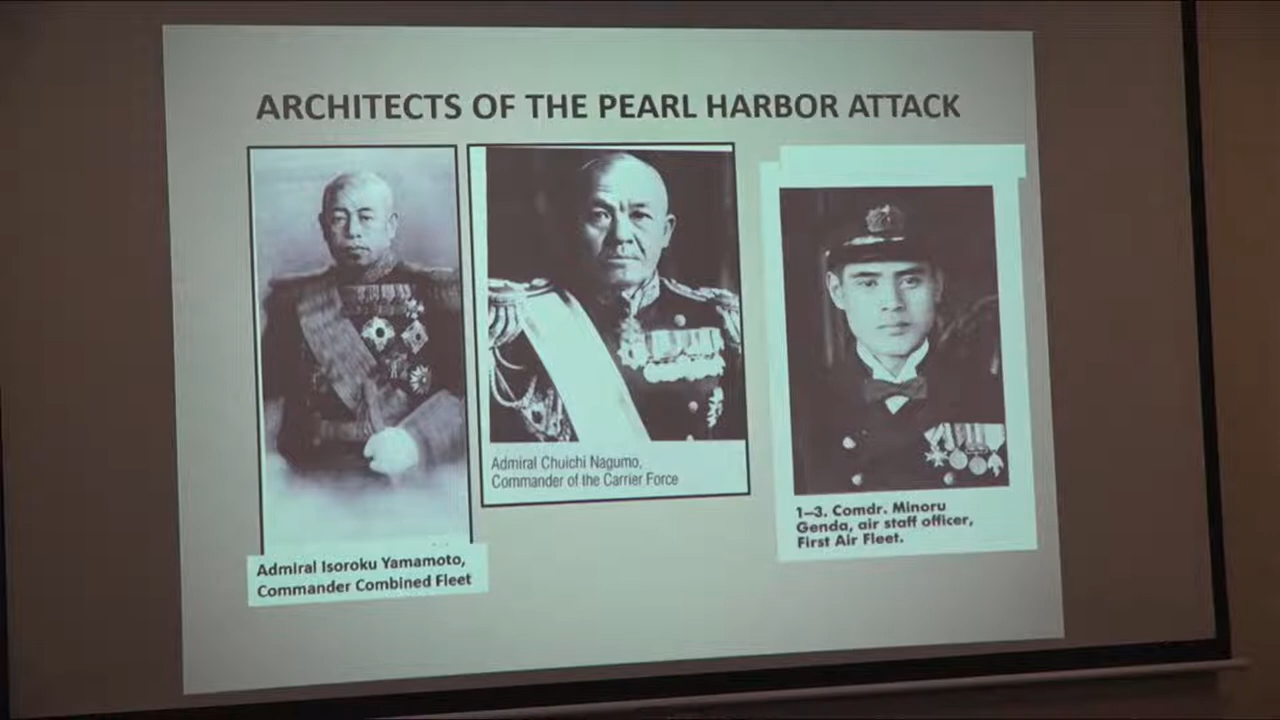 ARCHITECTS OF THE PEARL HARBOR ATTACK
Admiral Isoroku Yamamoto,
Commander Combined Fleet
Admiral Chuichi Nagumo,
Commander of the Carrier Force
1–3. Comdr. Minoru
Genda, air staff officer,
First Air Fleet.